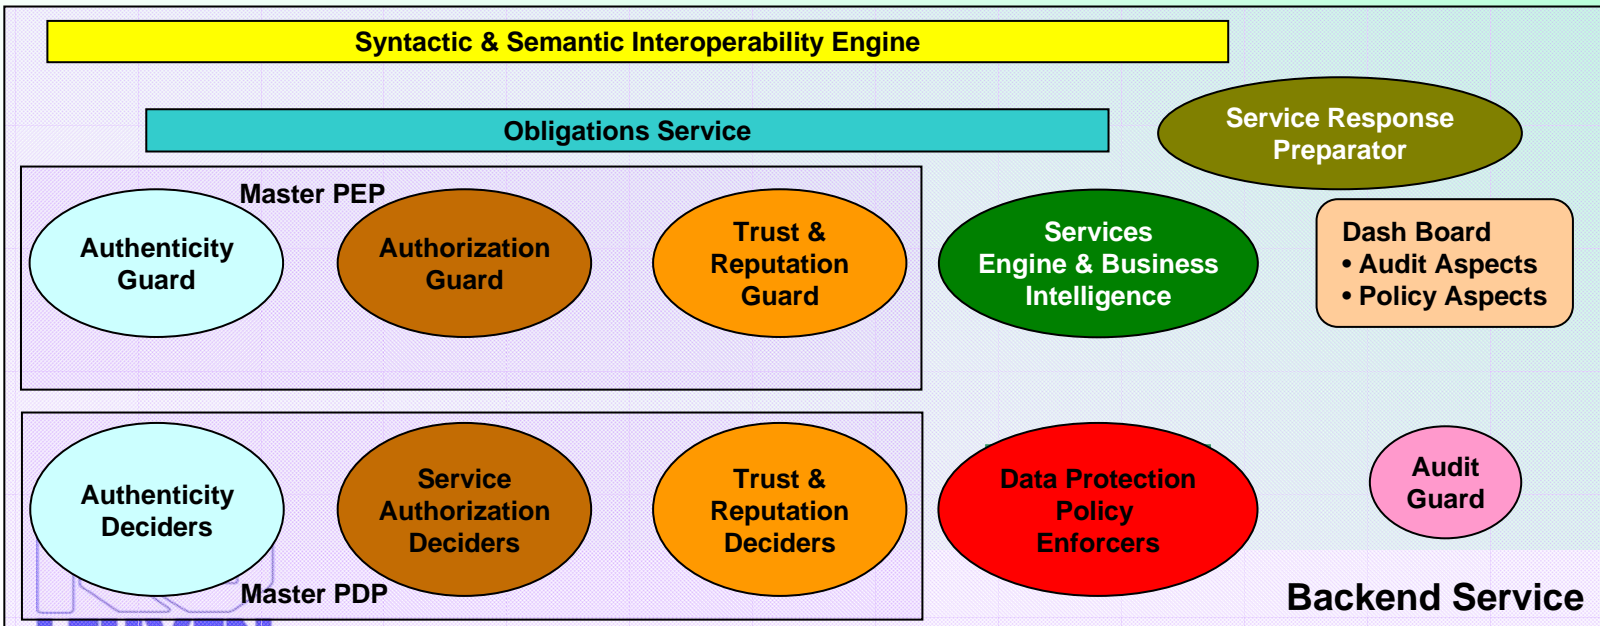 Syntactic & Semantic Interoperability Engine
Obligations Service
Service Response
Preparator
Master PEP
Authenticity
Guard
Authorization
Guard
Trust &
Reputation
Guard
Services
Engine & Business
Intelligence
Dash Board
• Audit Aspects
• Policy Aspects
Authenticity
Deciders
Service
Authorization
Deciders
Trust &
Reputation
Deciders
Data Protection
Policy
Enforcers
Audit
Guard
Master PDP
Backend Service